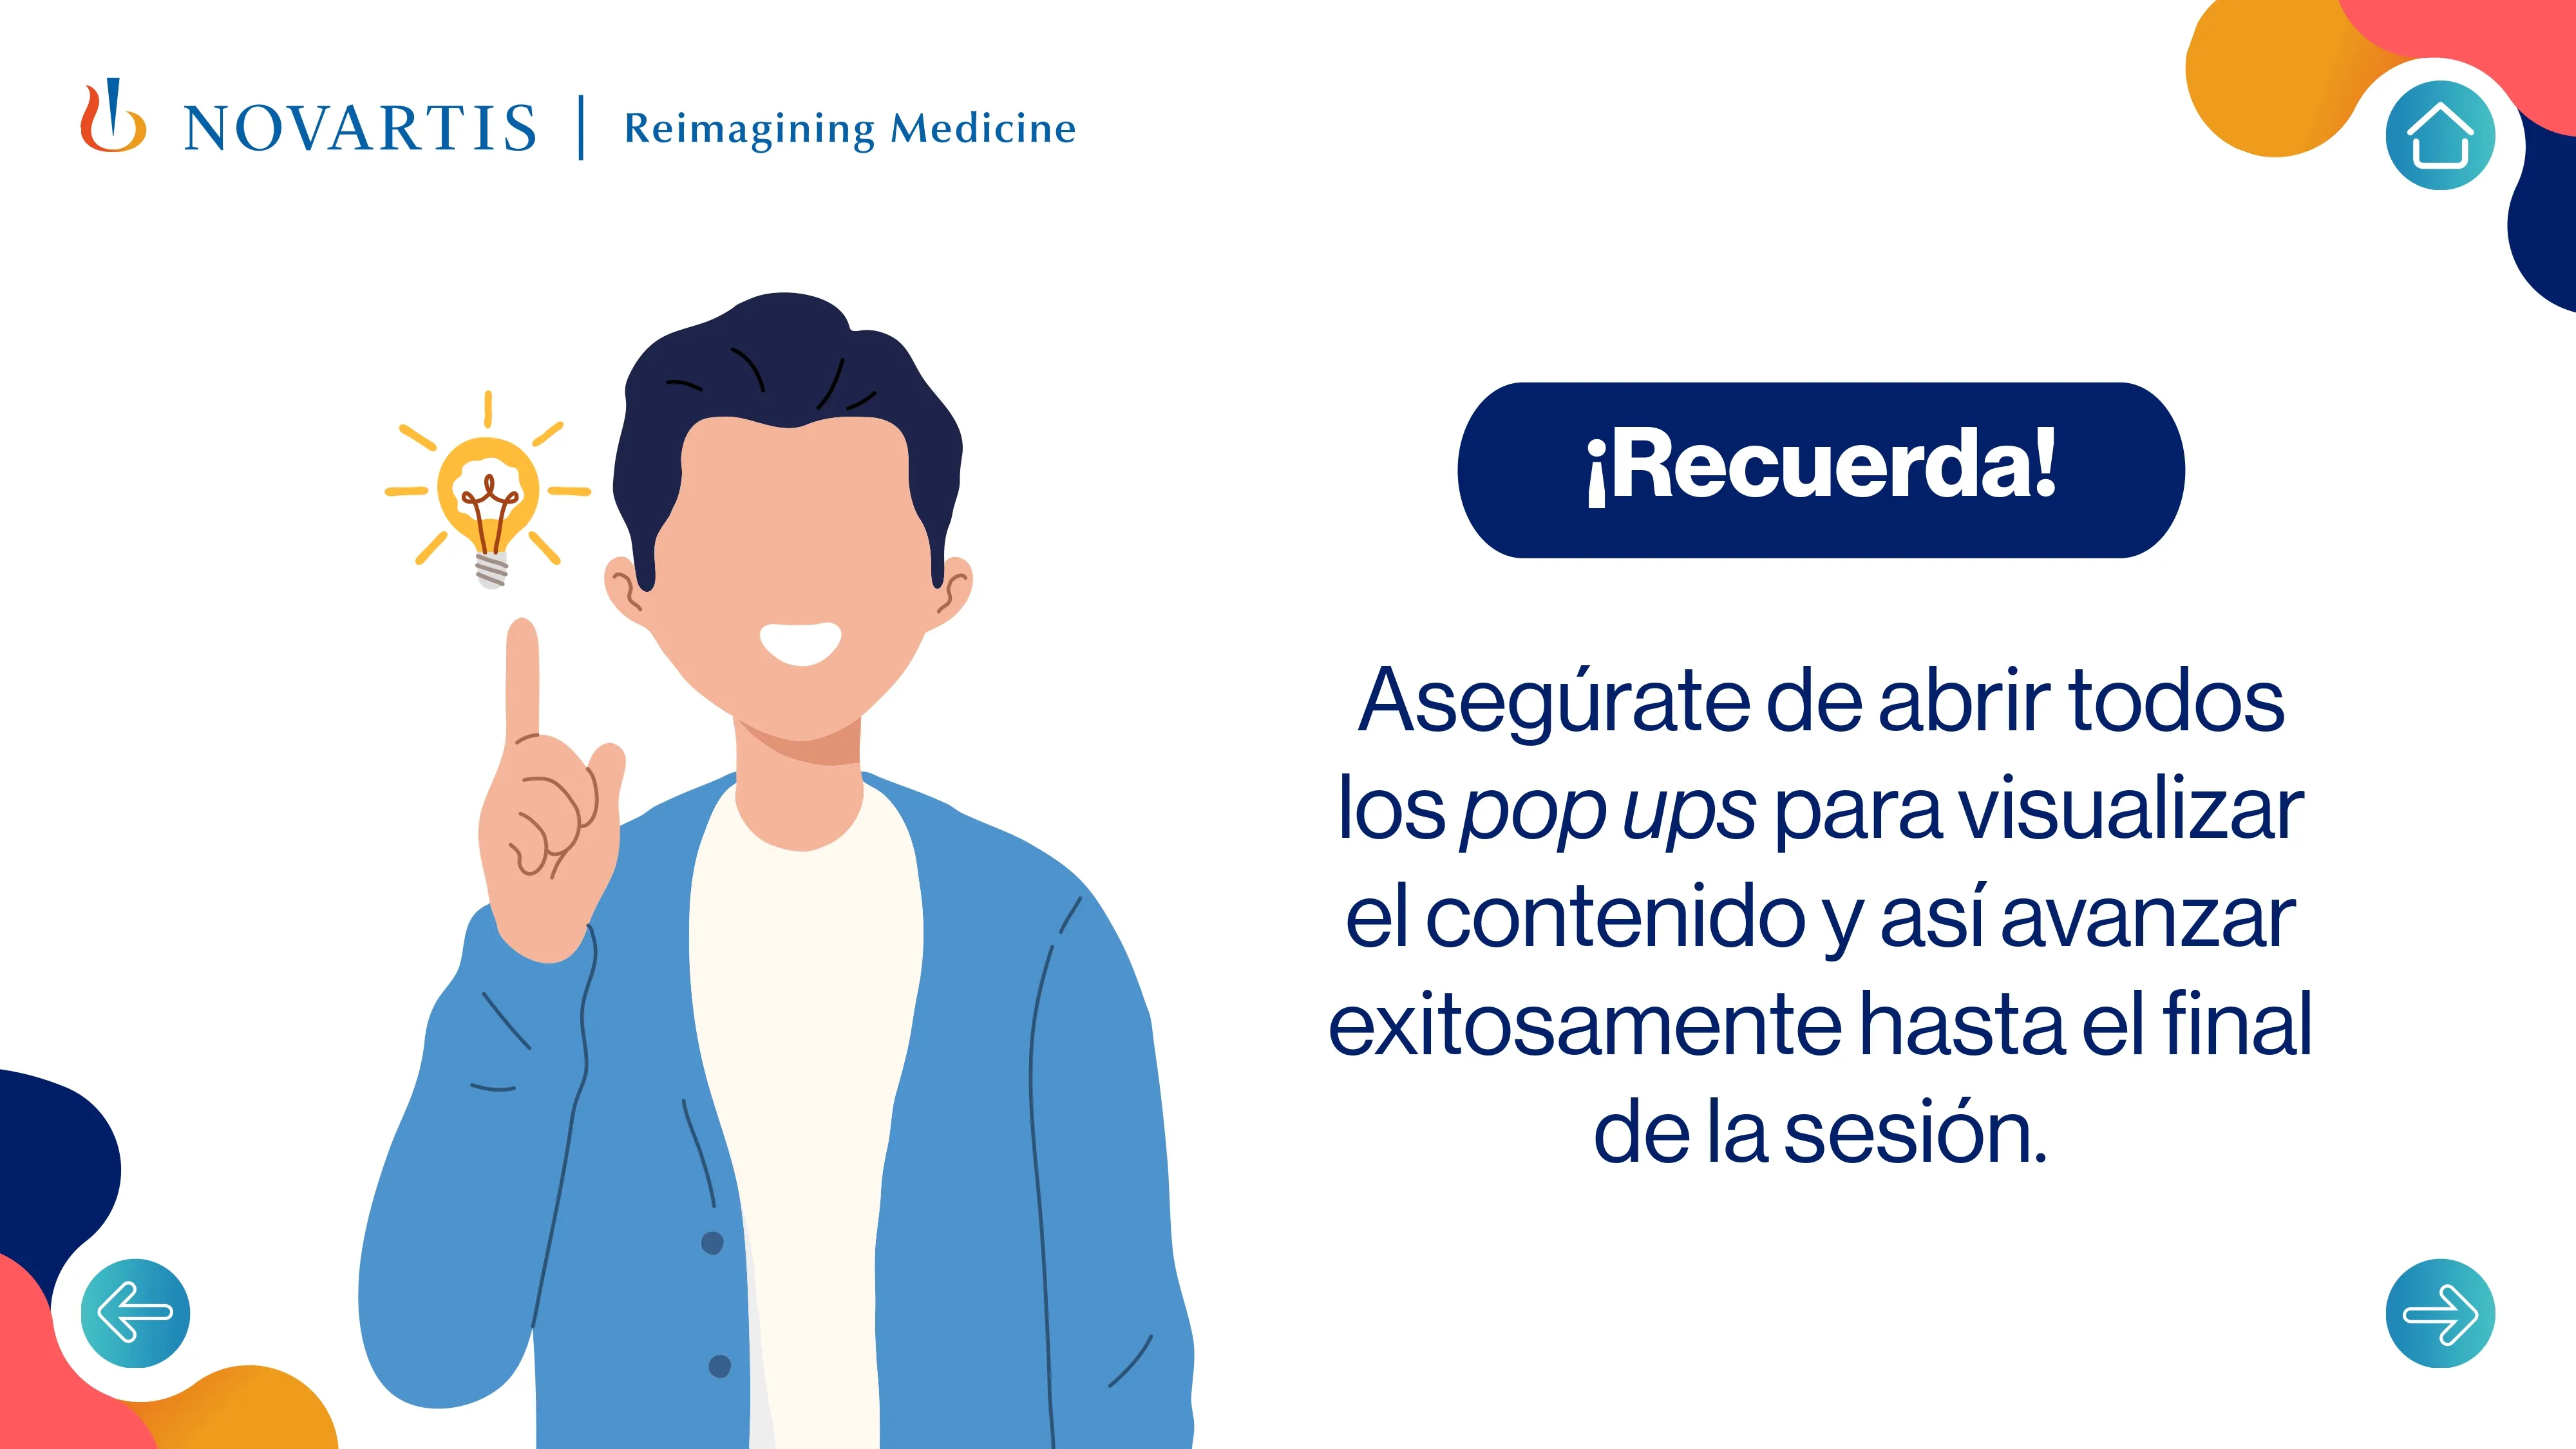 NOVARTIS | Reimagining Medicine
¡Recuerda!
Asegúrate de abrir todos
los pop ups para visualizar
el contenido y así avanzar
exitosamente hasta el final
de la sesión.